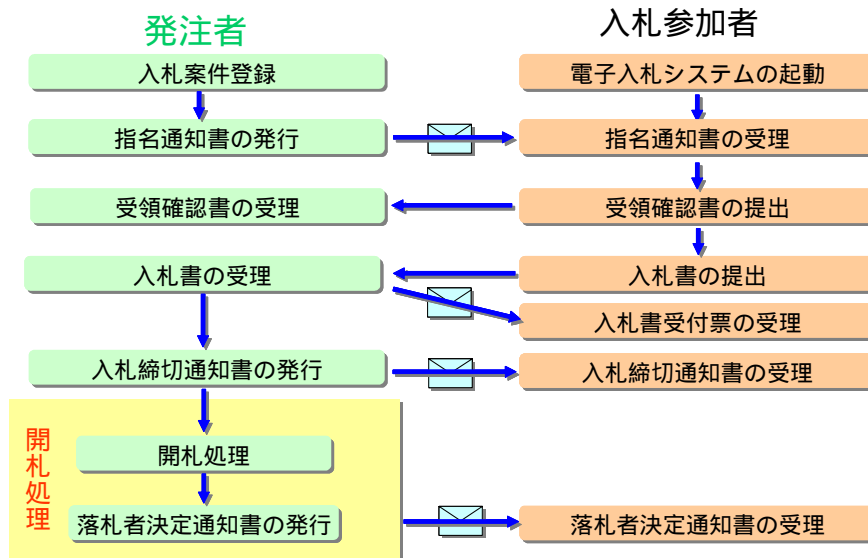 発注者
入札参加者
入札案件登録
電子入札システムの起動
指名通知書の発行
指名通知書の受理
受領確認書の受理
受領確認書の提出
入札書の受理
入札書の提出
入札書受付票の受理
入札締切通知書の発行
入札締切通知書の受理
開札処理
開札処理
落札者決定通知書の発行
落札者決定通知書の受理